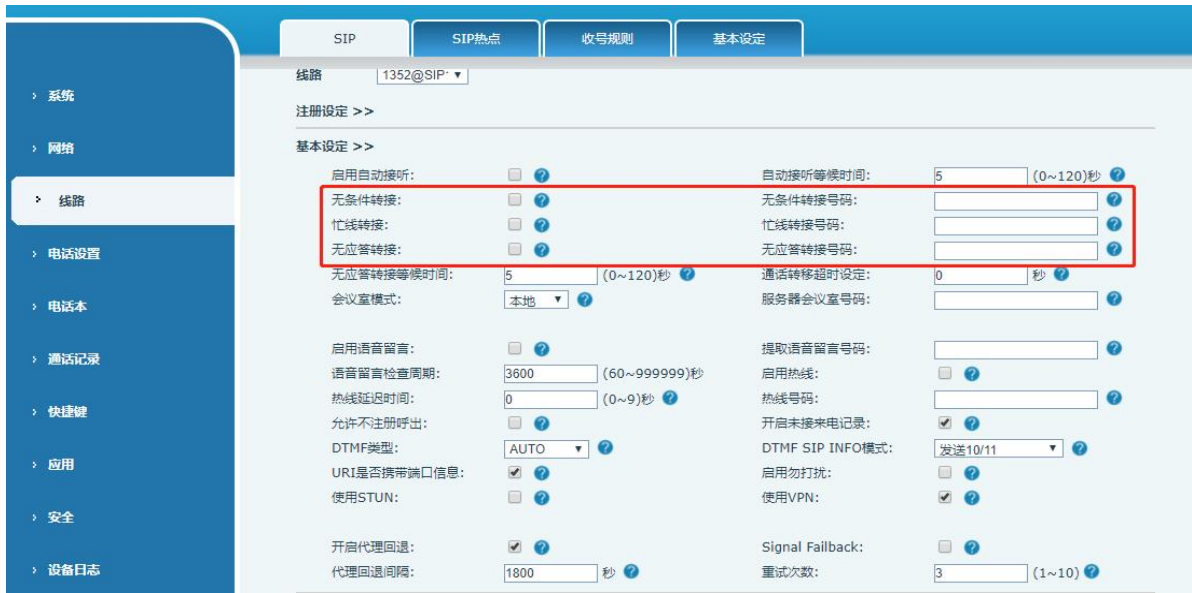 SIP SIP热点 收号规则 基本设定
线路 1352@SIP
注册设定 >>
基本设定 >>
启用自动接听: 自动接听等候时间: 5 (0~120)秒
无条件转接: 无条件转接号码:
忙线转接: 忙线转接号码:
无应答转接: 无应答转接号码:
无应答转接等候时间: 5 (0~120)秒 通话转移超时设定: 0 秒
会议室模式: 本地 服务器会议室号码:
启用语音留言: 提取语音留言号码:
语音留言检查周期: 3600 (60~999999)秒 启用热线:
热线延迟时间: 0 (0~9)秒 热线号码:
允许不注册呼出: 开启未接来电记录:
DTMF类型: AUTO DTMF SIP INFO模式: 发送10/11
URI是否携带端口信息: 启用勿打扰:
使用STUN: 使用VPN:
开启代理回退: Signal Failback:
代理回退间隔: 1800 秒 重试次数: 3 (1~10)
系统
网络
线路
电话设置
电话本
通话记录
快捷键
应用
安全
设备日志